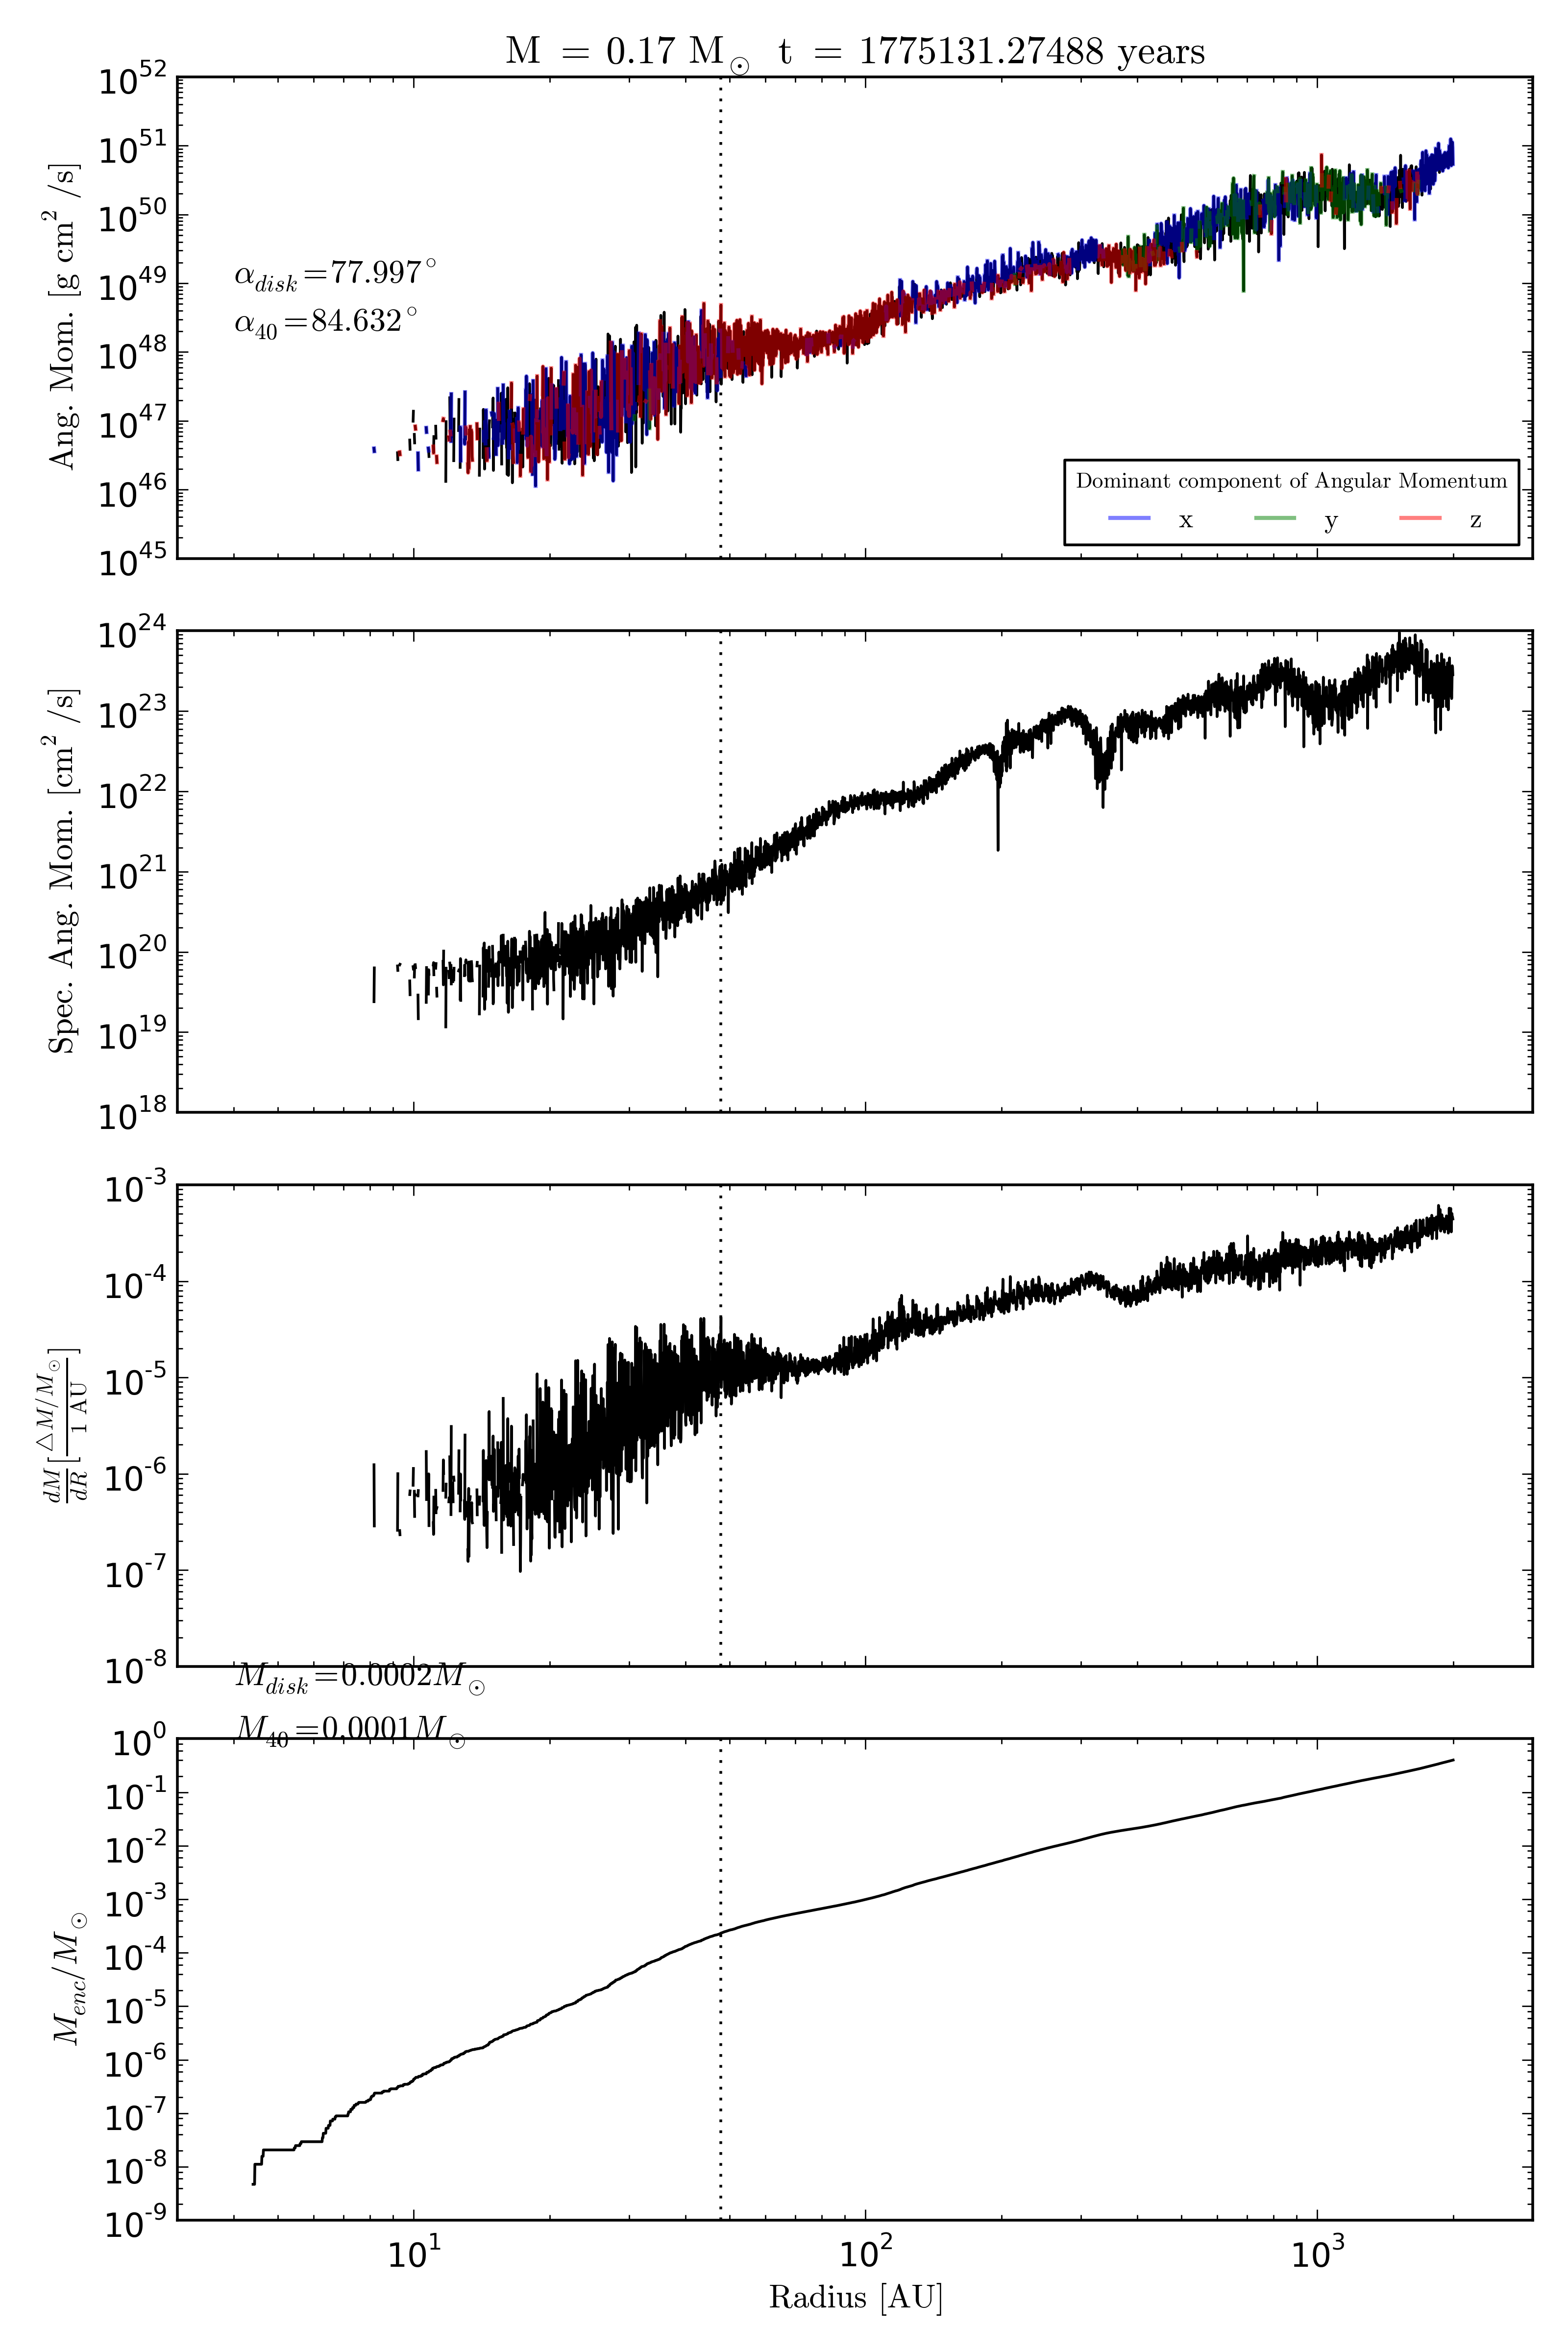 M = 0.17 M⊙ t = 1775131.27488 years
10^52
10^51
10^50
10^49
10^48
10^47
10^46
10^45
Ang. Mom. [g cm^2 /s]
α_disk=77.997°
α_40=84.632°
Dominant component of Angular Momentum
x y z
10^24
10^23
10^22
10^21
10^20
10^19
10^18
Spec. Ang. Mom. [cm^2 /s]
10^-3
10^-4
10^-5
10^-6
10^-7
10^-8
dM/dR [△M/M⊙ / 1 AU]
M_disk=0.0002M⊙
M_40=0.0001M⊙
10^0
10^-1
10^-2
10^-3
10^-4
10^-5
10^-6
10^-7
10^-8
10^-9
M_enc/M⊙
10^1 10^2 10^3
Radius [AU]